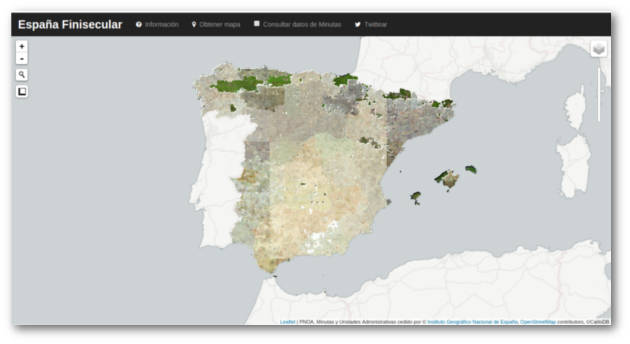 España Finisecular Información Obtener mapa Consultar datos de Minutas Twittear
+
-
Leaflet | PNOA, Minutas y Unidades Administrativas cedido por © Instituto Geográfico Nacional de España, OpenStreetMap contributors, ©CartoDB